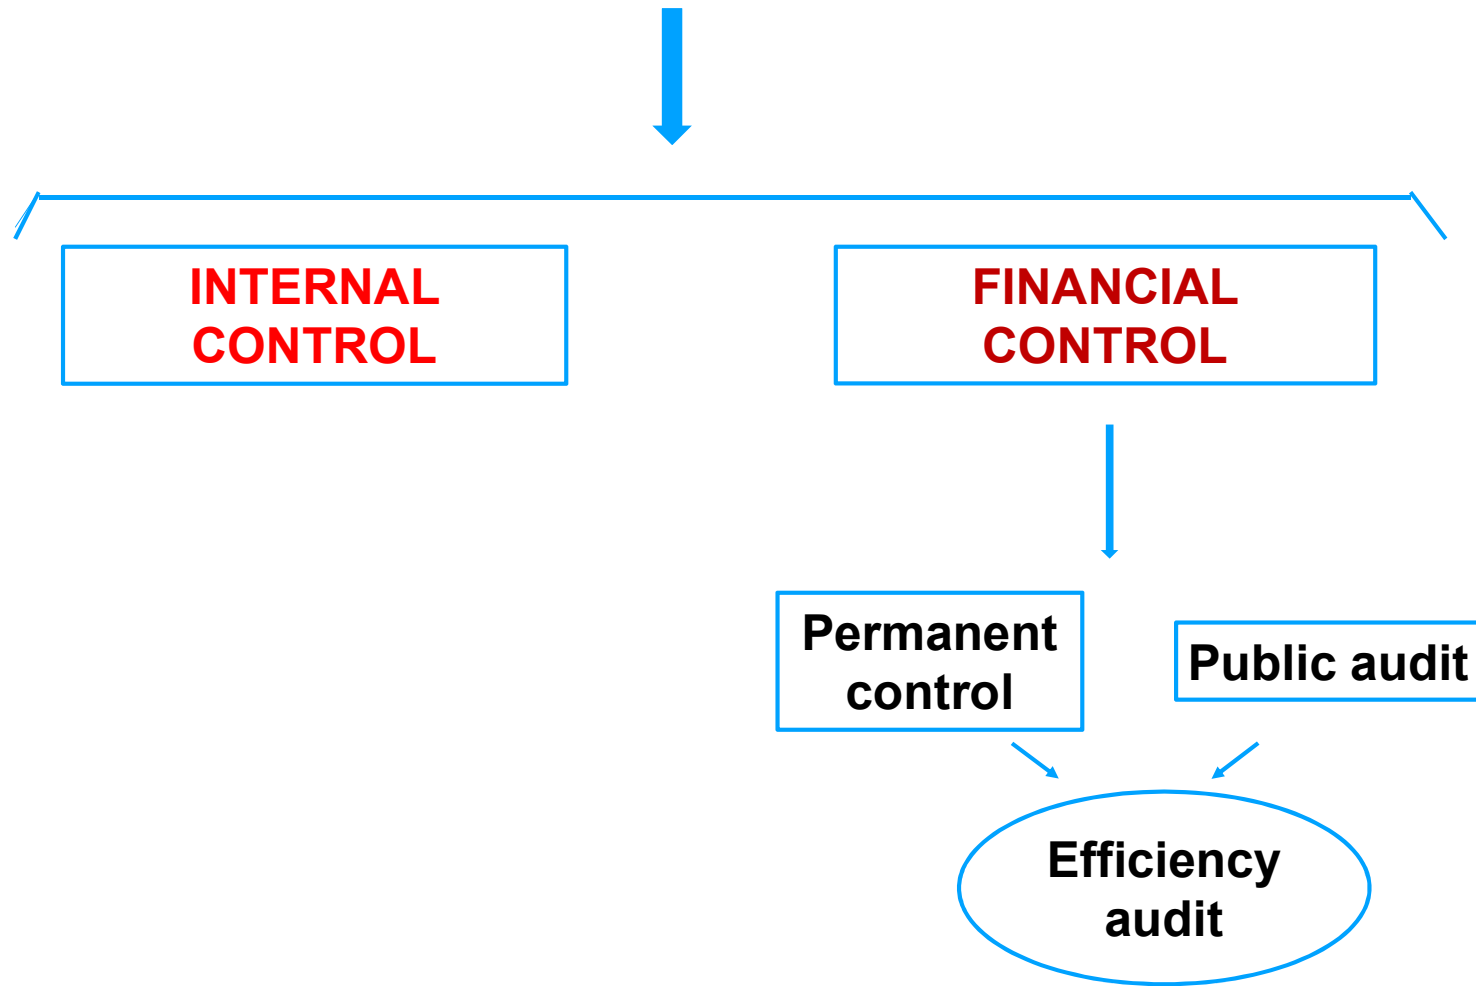 INTERNAL
CONTROL
FINANCIAL
CONTROL
Permanent
control
Public audit
Efficiency
audit